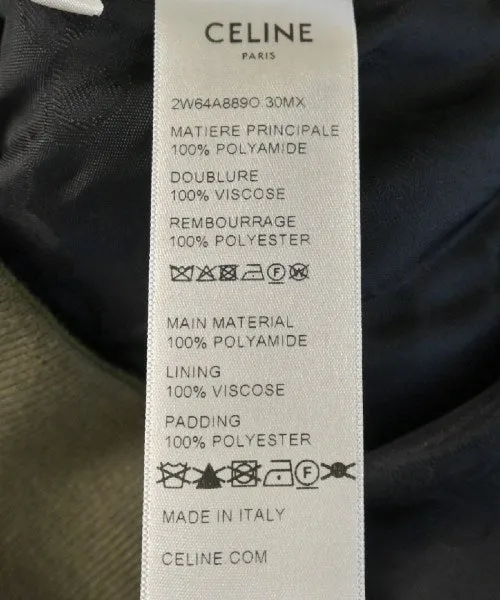 CELINE
PARIS
2W64A889O.30MX
MATIERE PRINCIPALE
100% POLYAMIDE
DOUBLURE
100% VISCOSE
REMBOURRAGE
100% POLYESTER
MAIN MATERIAL
100% POLYAMIDE
LINING
100% VISCOSE
PADDING
100% POLYESTER
MADE IN ITALY
CELINE.COM